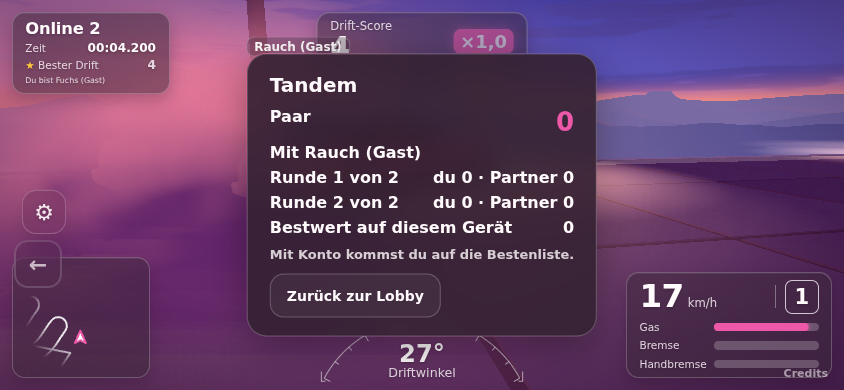 Online 2
Zeit 00:04.200
★ Bester Drift 4
Du bist Fuchs (Gast)
Drift-Score
4 ×1,0
Rauch (Gast)
Tandem
Paar 0
Mit Rauch (Gast)
Runde 1 von 2 du 0 · Partner 0
Runde 2 von 2 du 0 · Partner 0
Bestwert auf diesem Gerät 0
Mit Konto kommst du auf die Bestenliste.
Zurück zur Lobby
27°
Driftwinkel
17 km/h 1
Gas
Bremse
Handbremse
Credits